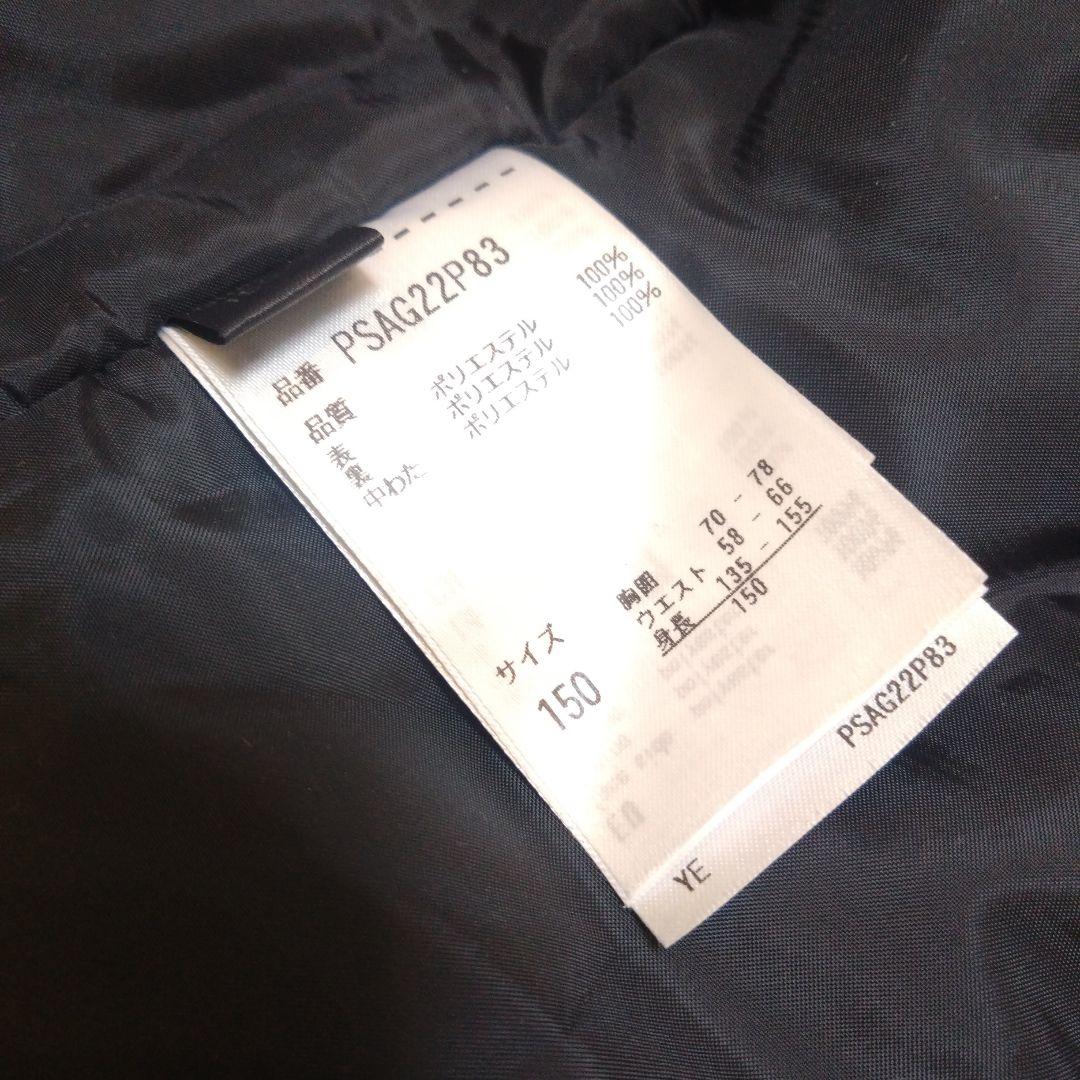 品番 PSAG22P83
品質
表 ポリエステル 100%
裏 ポリエステル 100%
中わた ポリエステル 100%
サイズ
150
胸囲 70 - 78
ウエスト 58 - 66
身長 135 - 155
150
PSAG22P83
YE